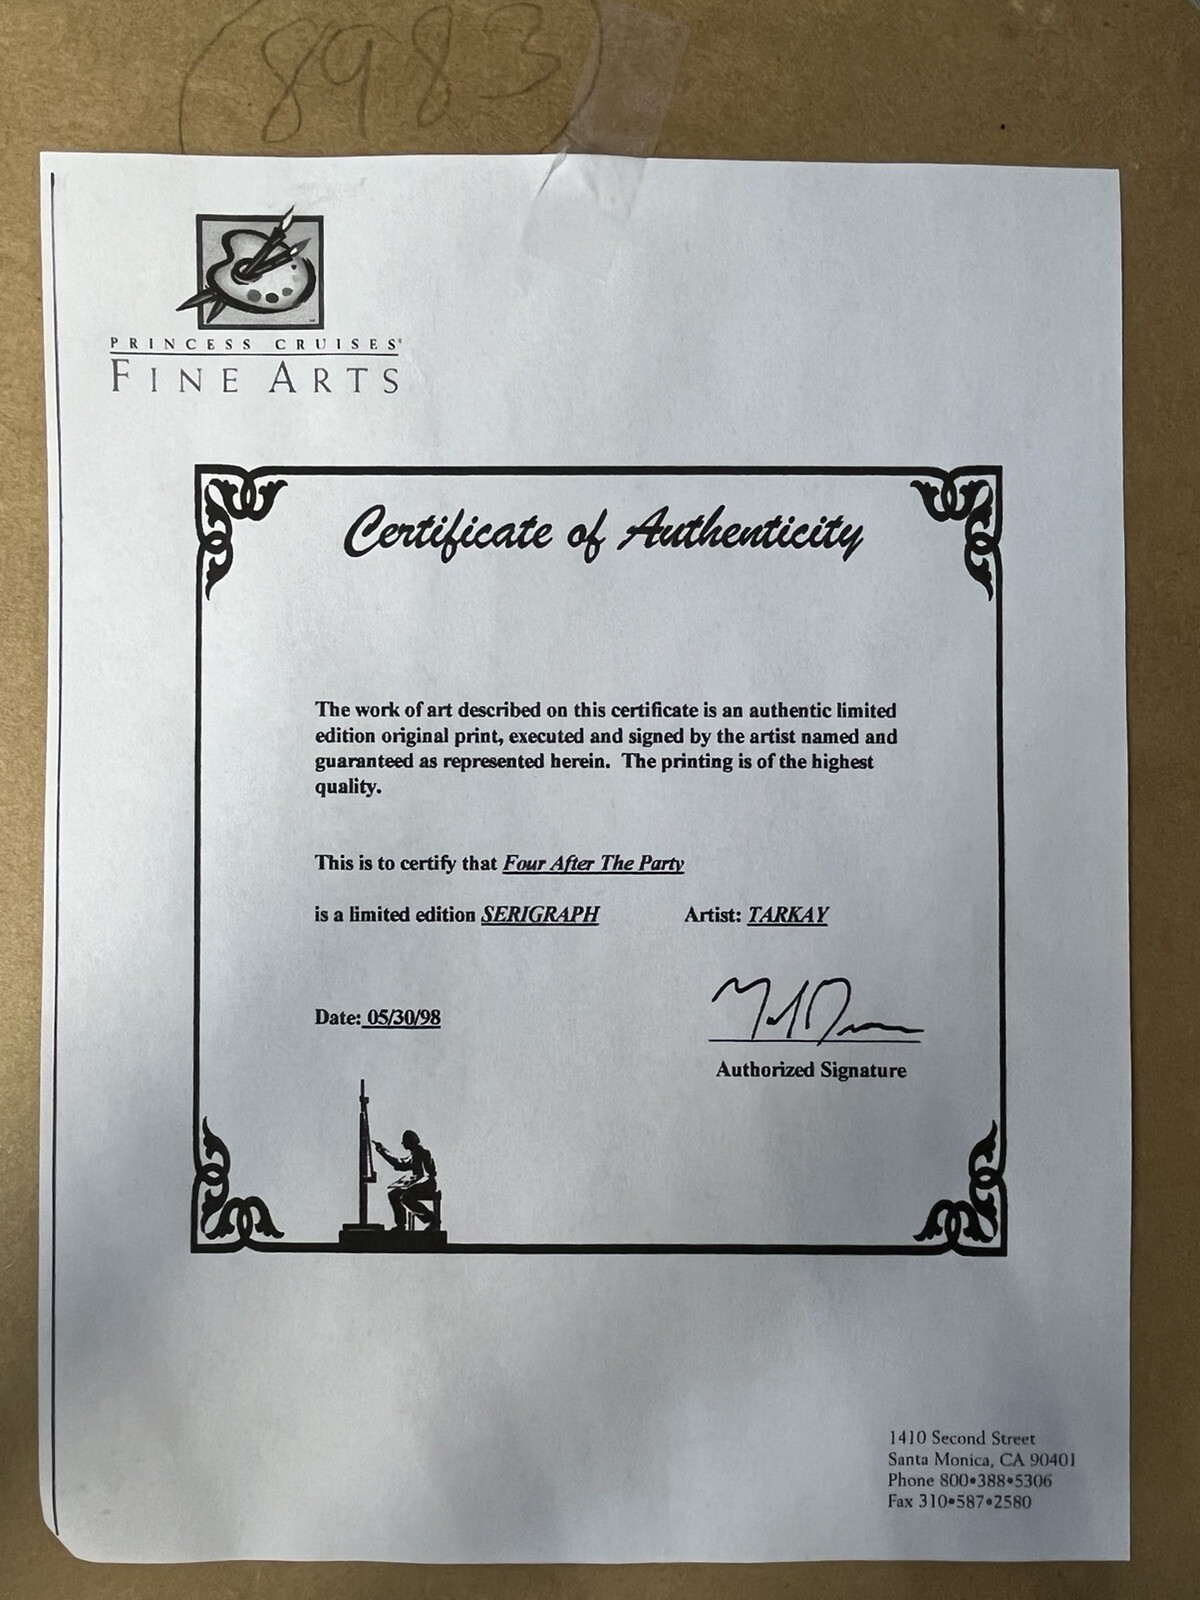 (8983)
PRINCESS CRUISES®
FINE ARTS
Certificate of Authenticity
The work of art described on this certificate is an authentic limited
edition original print, executed and signed by the artist named and
guaranteed as represented herein. The printing is of the highest
quality.
This is to certify that Four After The Party
is a limited edition SERIGRAPH Artist: TARKAY
Date: 05/30/98
Authorized Signature
1410 Second Street
Santa Monica, CA 90401
Phone 800•388•5306
Fax 310•587•2580